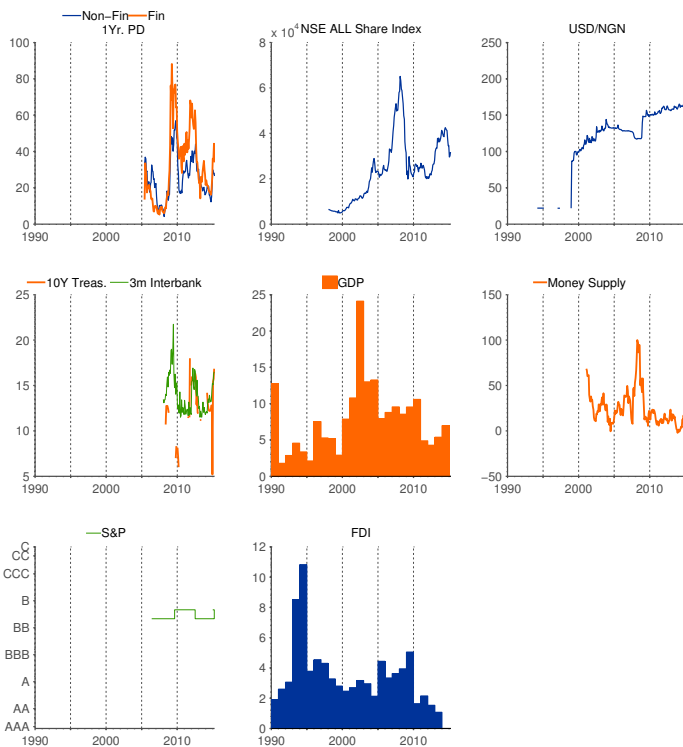 Non−Fin Fin
1Yr. PD
100
80
60
40
20
0
1990 2000 2010
x 10⁴ NSE ALL Share Index
8
6
4
2
0
1990 2000 2010
USD/NGN
250
200
150
100
50
0
1990 2000 2010
10Y Treas. 3m Interbank
25
20
15
10
5
1990 2000 2010
GDP
25
20
15
10
5
0
1990 2000 2010
Money Supply
150
100
50
0
−50
1990 2000 2010
S&P
C
CC
CCC
B
BB
BBB
A
AA
AAA
1990 2000 2010
FDI
12
10
8
6
4
2
0
1990 2000 2010